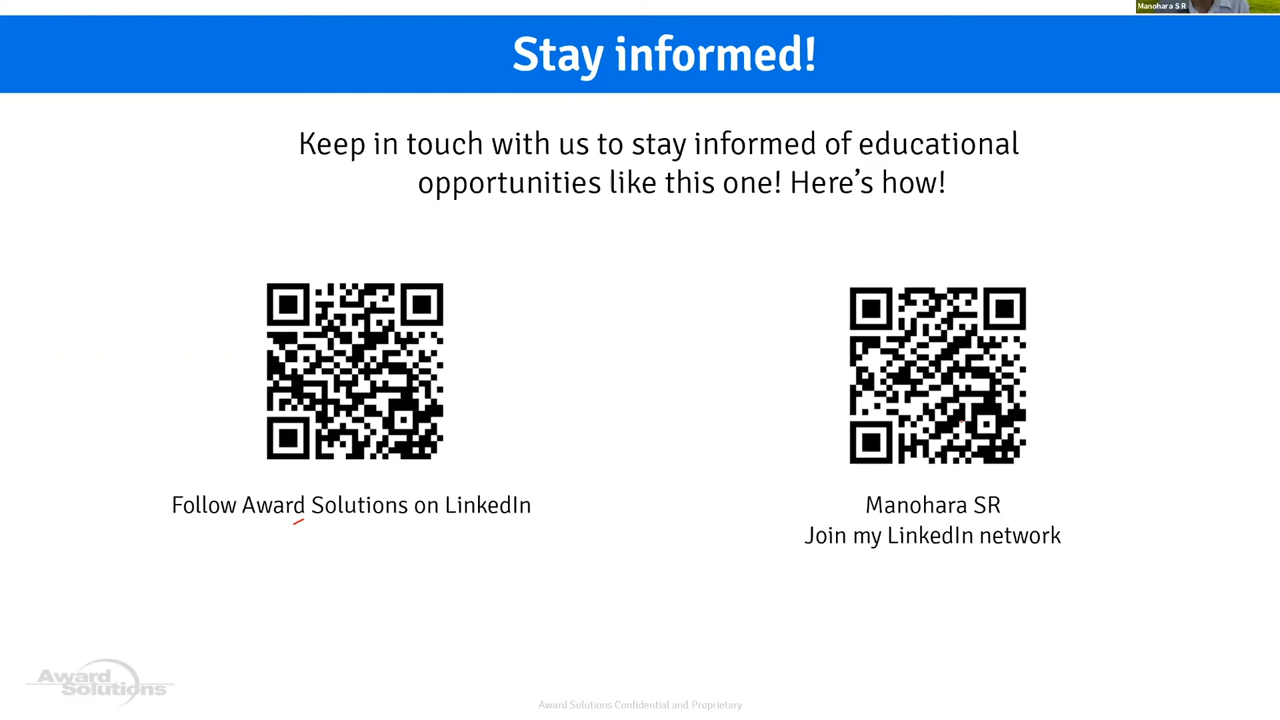 Manohara S R
Stay informed!
Keep in touch with us to stay informed of educational
opportunities like this one! Here’s how!
Follow Award Solutions on LinkedIn
Manohara SR
Join my LinkedIn network
Award
Solutions
Award Solutions Confidential and Proprietary